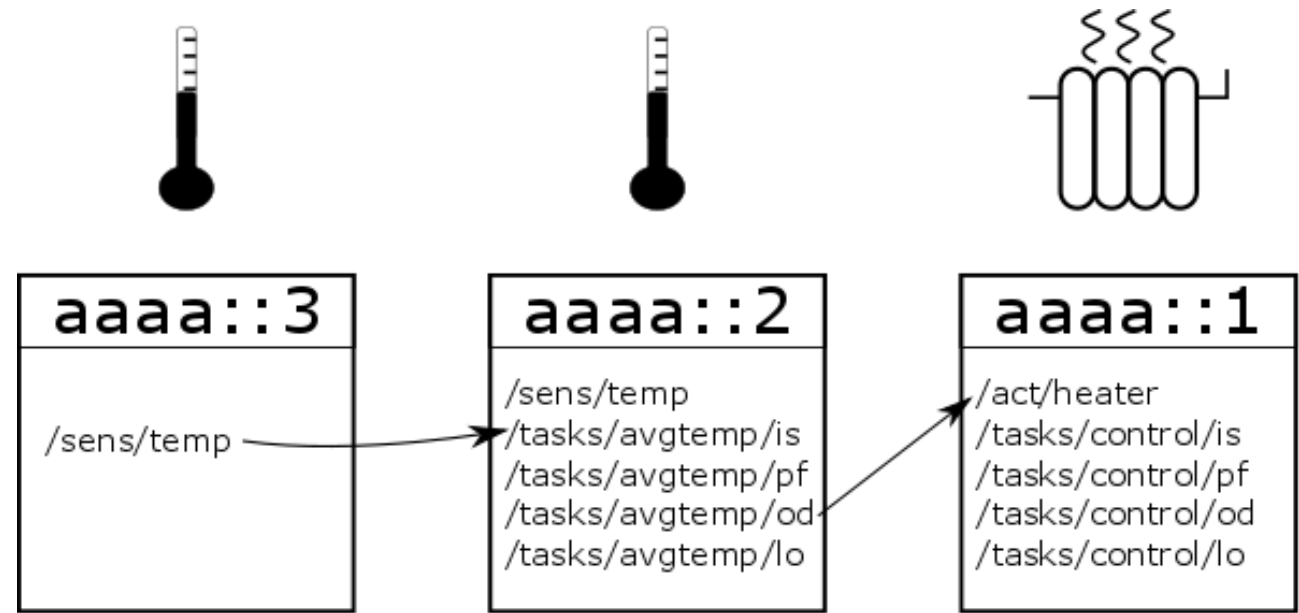 aaaa::3
/sens/temp
aaaa::2
/sens/temp
/tasks/avgtemp/is
/tasks/avgtemp/pf
/tasks/avgtemp/od
/tasks/avgtemp/lo
aaaa::1
/act/heater
/tasks/control/is
/tasks/control/pf
/tasks/control/od
/tasks/control/lo